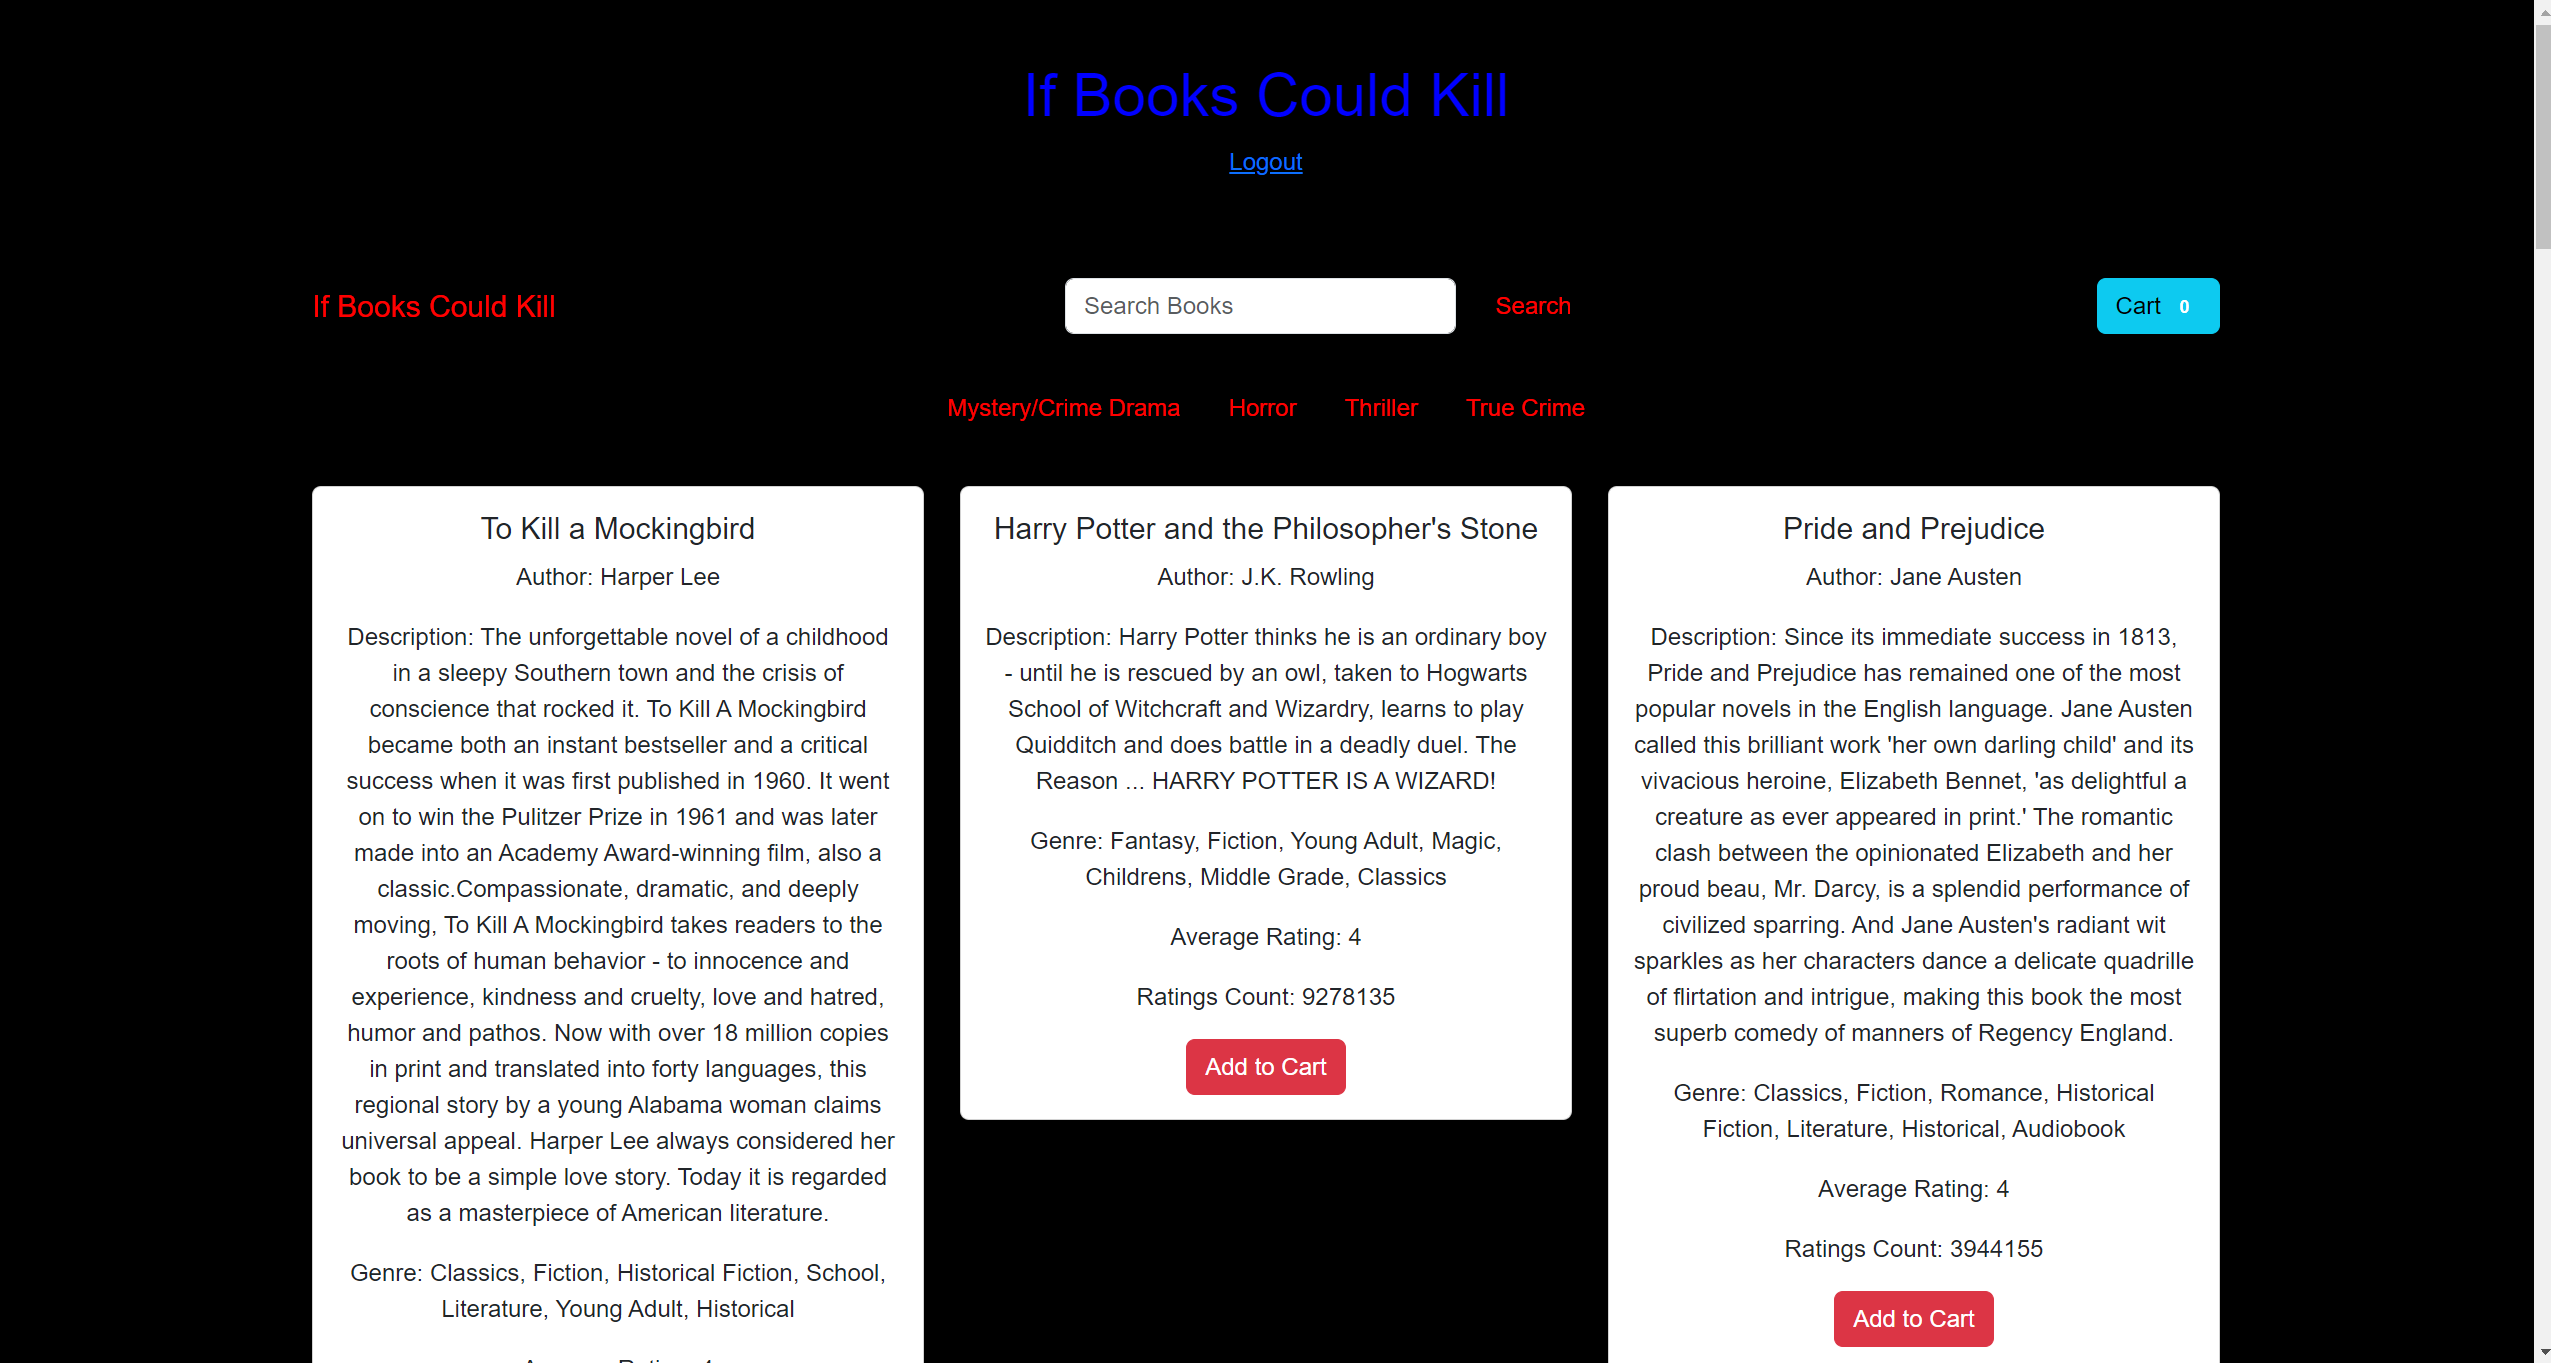 If Books Could Kill
Logout
If Books Could Kill
Search Books
Search
Cart 0
Mystery/Crime Drama Horror Thriller True Crime
To Kill a Mockingbird
Author: Harper Lee
Description: The unforgettable novel of a childhood
in a sleepy Southern town and the crisis of
conscience that rocked it. To Kill A Mockingbird
became both an instant bestseller and a critical
success when it was first published in 1960. It went
on to win the Pulitzer Prize in 1961 and was later
made into an Academy Award-winning film, also a
classic.Compassionate, dramatic, and deeply
moving, To Kill A Mockingbird takes readers to the
roots of human behavior - to innocence and
experience, kindness and cruelty, love and hatred,
humor and pathos. Now with over 18 million copies
in print and translated into forty languages, this
regional story by a young Alabama woman claims
universal appeal. Harper Lee always considered her
book to be a simple love story. Today it is regarded
as a masterpiece of American literature.
Genre: Classics, Fiction, Historical Fiction, School,
Literature, Young Adult, Historical
Harry Potter and the Philosopher's Stone
Author: J.K. Rowling
Description: Harry Potter thinks he is an ordinary boy
- until he is rescued by an owl, taken to Hogwarts
School of Witchcraft and Wizardry, learns to play
Quidditch and does battle in a deadly duel. The
Reason ... HARRY POTTER IS A WIZARD!
Genre: Fantasy, Fiction, Young Adult, Magic,
Childrens, Middle Grade, Classics
Average Rating: 4
Ratings Count: 9278135
Add to Cart
Pride and Prejudice
Author: Jane Austen
Description: Since its immediate success in 1813,
Pride and Prejudice has remained one of the most
popular novels in the English language. Jane Austen
called this brilliant work 'her own darling child' and its
vivacious heroine, Elizabeth Bennet, 'as delightful a
creature as ever appeared in print.' The romantic
clash between the opinionated Elizabeth and her
proud beau, Mr. Darcy, is a splendid performance of
civilized sparring. And Jane Austen's radiant wit
sparkles as her characters dance a delicate quadrille
of flirtation and intrigue, making this book the most
superb comedy of manners of Regency England.
Genre: Classics, Fiction, Romance, Historical
Fiction, Literature, Historical, Audiobook
Average Rating: 4
Ratings Count: 3944155
Add to Cart